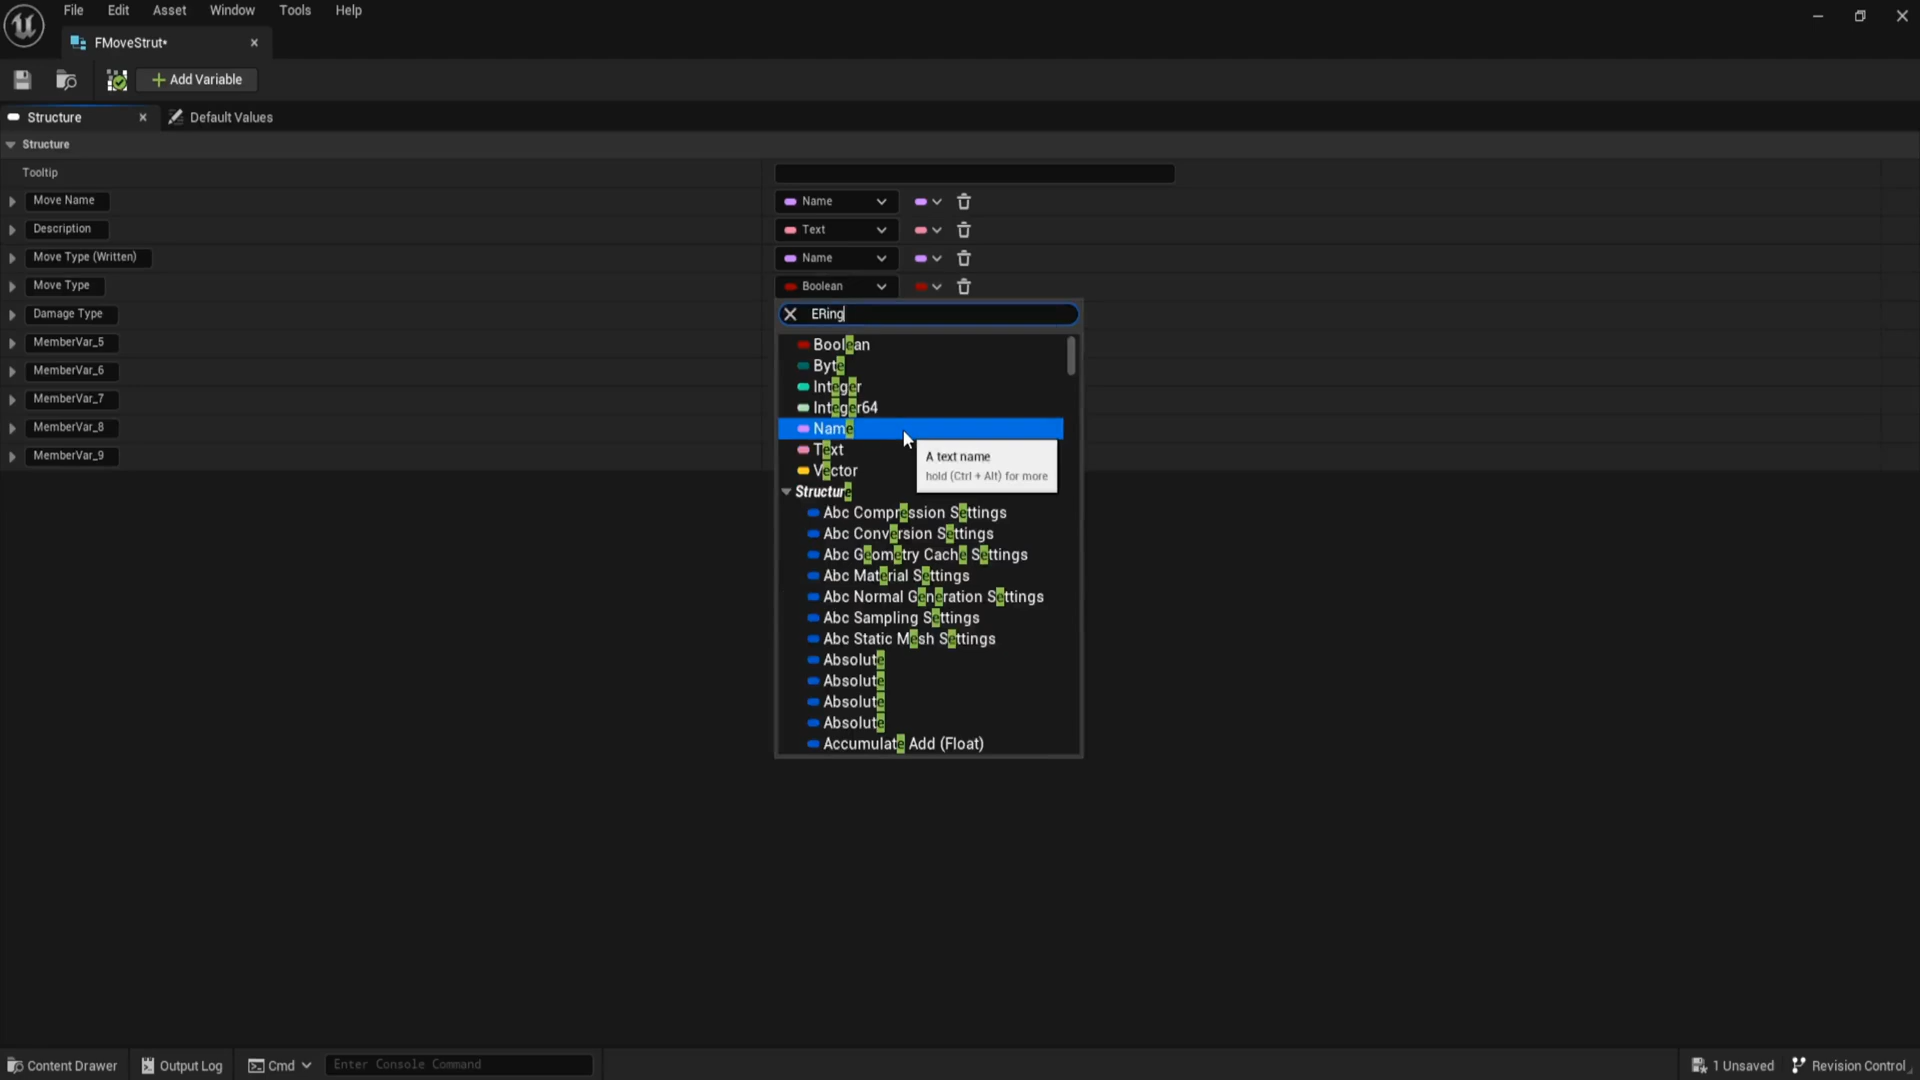 File Edit Asset Window Tools Help
FMoveStrut*
Add Variable
Structure Default Values
Structure
Tooltip
Move Name Name
Description Text
Move Type (Written) Name
Move Type Boolean
Damage Type ERing
MemberVar_5 Boolean
Byte
MemberVar_6 Integer
MemberVar_7 Integer64
MemberVar_8 Name
MemberVar_9 Text
A text name
hold (Ctrl + Alt) for more
Vector
Structure
Abc Compression Settings
Abc Conversion Settings
Abc Geometry Cache Settings
Abc Material Settings
Abc Normal Generation Settings
Abc Sampling Settings
Abc Static Mesh Settings
Absolute
Absolute
Absolute
Absolute
Accumulate Add (Float)
Content Drawer Output Log Cmd Enter Console Command 1 Unsaved Revision Control